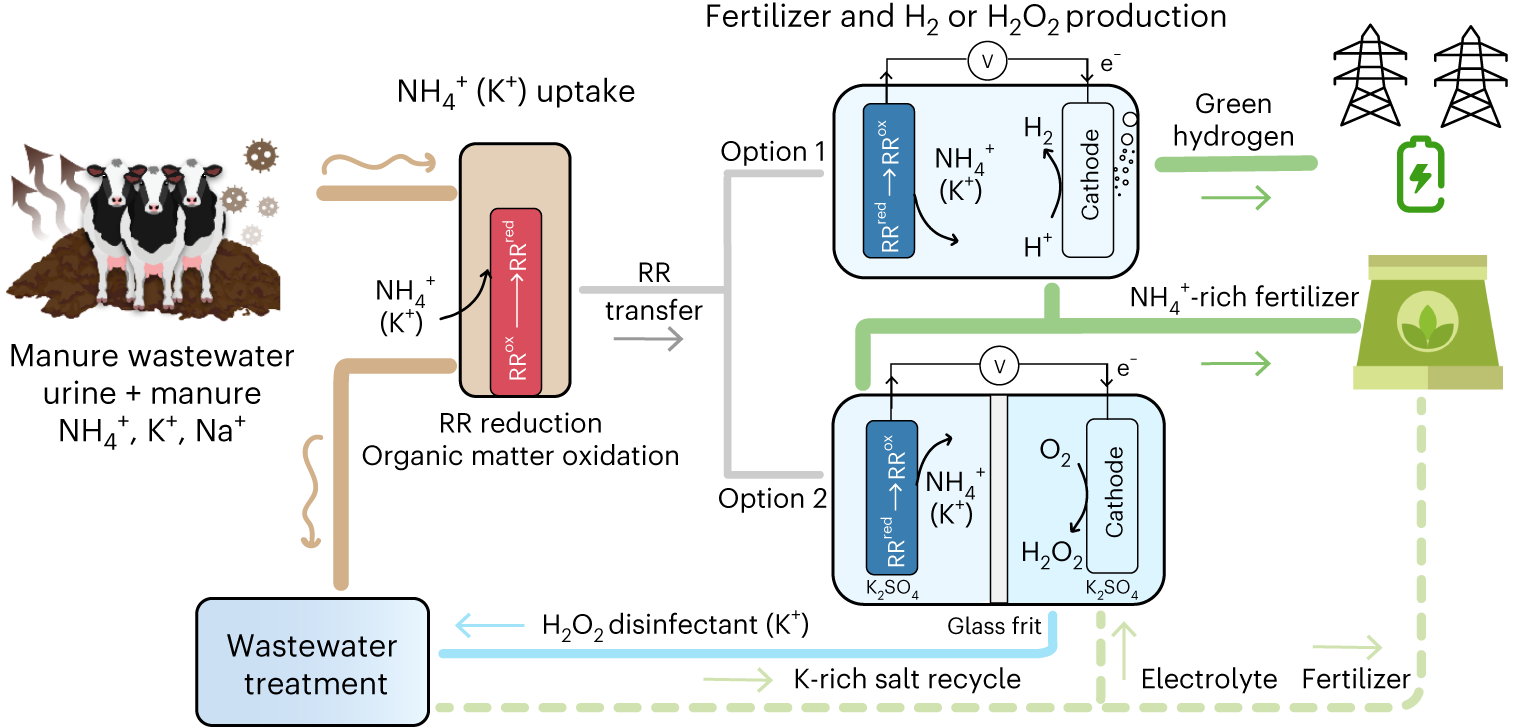 Fertilizer and H₂ or H₂O₂ production
NH₄⁺ (K⁺) uptake
Manure wastewater
urine + manure
NH₄⁺, K⁺, Na⁺
NH₄⁺
(K⁺)
RRᵒˣ → RRʳᵉᵈ
RR reduction
Organic matter oxidation
RR
transfer
Option 1
V
e⁻
RRʳᵉᵈ → RRᵒˣ
NH₄⁺
(K⁺)
H₂
H⁺
Cathode
Green
hydrogen
NH₄⁺-rich fertilizer
Option 2
V
e⁻
RRʳᵉᵈ → RRᵒˣ
NH₄⁺
(K⁺)
K₂SO₄
O₂
H₂O₂
Cathode
K₂SO₄
Glass frit
H₂O₂ disinfectant (K⁺)
Wastewater
treatment
K-rich salt recycle
Electrolyte
Fertilizer